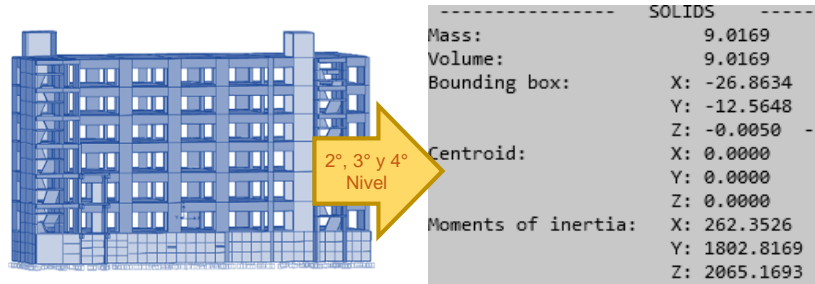 2°, 3° y 4°
Nivel
---------------- SOLIDS -----
Mass: 9.0169
Volume: 9.0169
Bounding box: X: -26.8634
Y: -12.5648
Z: -0.0050 -
Centroid: X: 0.0000
Y: 0.0000
Z: 0.0000
Moments of inertia: X: 262.3526
Y: 1802.8169
Z: 2065.1693